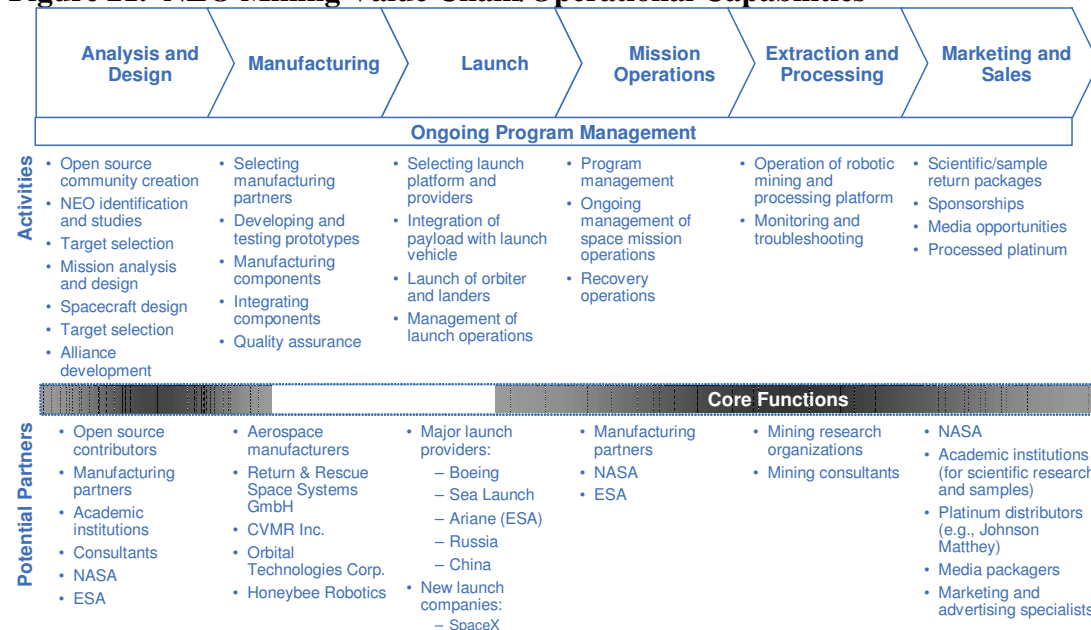 Figure 21: NEO Mining Value Chain/Operational Capabilities
Analysis and
Design
Manufacturing
Launch
Mission
Operations
Extraction and
Processing
Marketing and
Sales
Ongoing Program Management
Activities
• Open source
community creation
• NEO identification
and studies
• Target selection
• Mission analysis
and design
• Spacecraft design
• Target selection
• Alliance
development
• Selecting
manufacturing
partners
• Developing and
testing prototypes
• Manufacturing
components
• Integrating
components
• Quality assurance
• Selecting launch
platform and
providers
• Integration of
payload with launch
vehicle
• Launch of orbiter
and landers
• Management of
launch operations
• Program
management
• Ongoing
management of
space mission
operations
• Recovery
operations
• Operation of robotic
mining and
processing platform
• Monitoring and
troubleshooting
• Scientific/sample
return packages
• Sponsorships
• Media opportunities
• Processed platinum
Core Functions
Potential Partners
• Open source
contributors
• Manufacturing
partners
• Academic
institutions
• Consultants
• NASA
• ESA
• Aerospace
manufacturers
• Return & Rescue
Space Systems
GmbH
• CVMR Inc.
• Orbital
Technologies Corp.
• Honeybee Robotics
• Major launch
providers:
– Boeing
– Sea Launch
– Ariane (ESA)
– Russia
– China
• New launch
companies:
– SpaceX
• Manufacturing
partners
• NASA
• ESA
• Mining research
organizations
• Mining consultants
• NASA
• Academic institutions
(for scientific research
and samples)
• Platinum distributors
(e.g., Johnson
Matthey)
• Media packagers
• Marketing and
advertising specialists